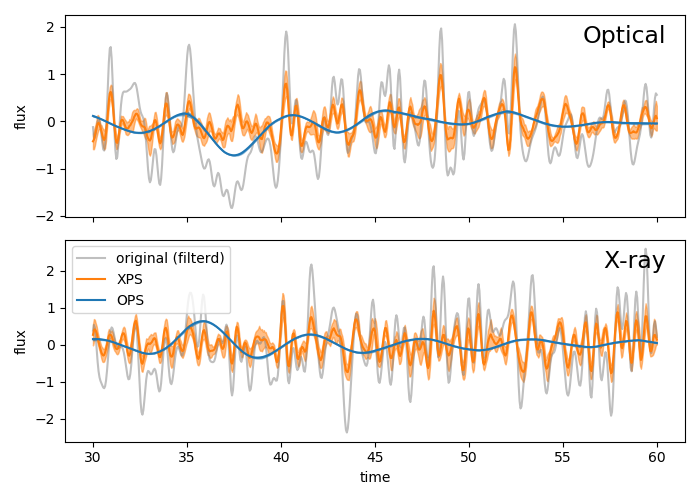 Optical
flux
2
1
0
−1
−2
X-ray
original (filterd)
XPS
OPS
flux
2
1
0
−1
−2
30 35 40 45 50 55 60
time